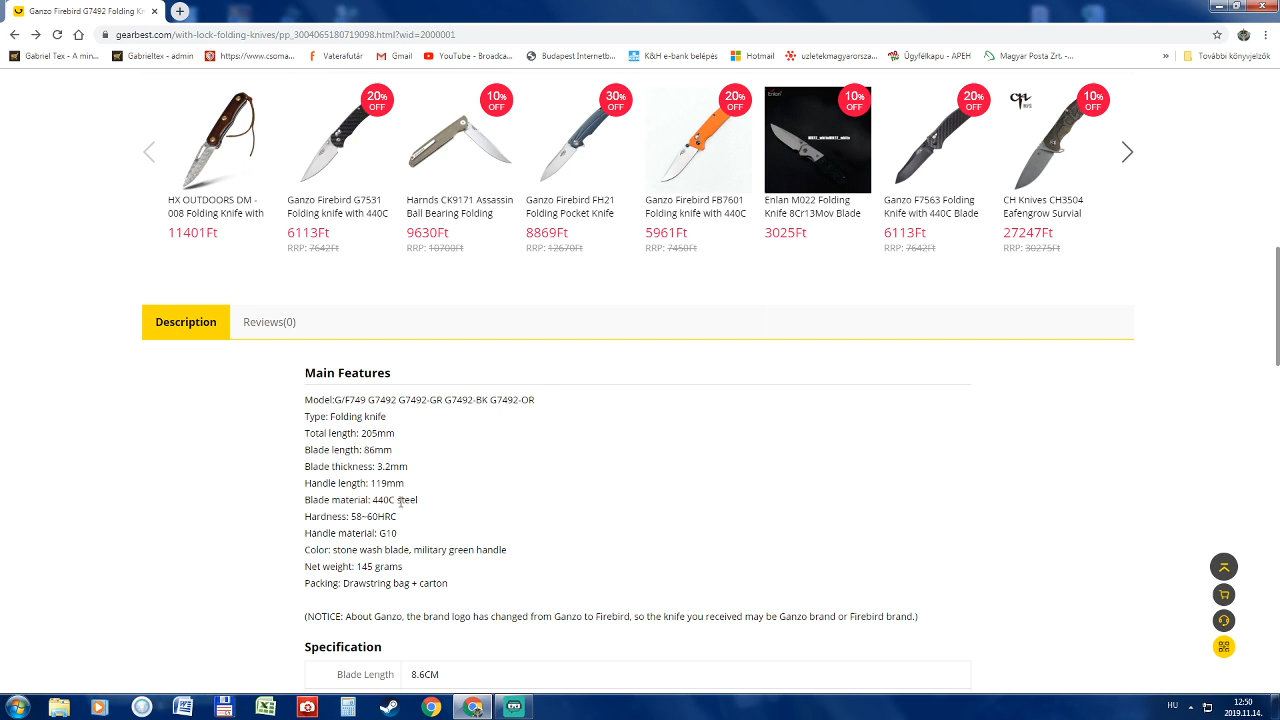 Ganzo Firebird G7492 Folding Kn
gearbest.com/with-lock-folding-knives/pp_3004065180719098.html?wid=2000001
Gabriel Tex - A min...
Gabrieltex - admin
https://www.csoma...
Vaterafutár
Gmail
YouTube - Broadca...
Budapest Internetb...
K&H e-bank belépés
Hotmail
uzletekmagyarorsza...
Ügyfélkapu - APEH
Magyar Posta Zrt. -...
»
További könyvjelzők
20% OFF
10% OFF
30% OFF
20% OFF
10% OFF
20% OFF
10% OFF
Enlan
HX OUTDOORS DM -
008 Folding Knife with
11401Ft
Ganzo Firebird G7531
Folding knife with 440C
6113Ft
RRP: 7642Ft
Harnds CK9171 Assassin
Ball Bearing Folding
9630Ft
RRP: 10700Ft
Ganzo Firebird FH21
Folding Pocket Knife
8869Ft
RRP: 12670Ft
Ganzo Firebird FB7601
Folding knife with 440C
5961Ft
RRP: 7450Ft
Enlan M022 Folding
Knife 8Cr13Mov Blade
3025Ft
Ganzo F7563 Folding
Knife with 440C Blade
6113Ft
RRP: 7642Ft
CH Knives CH3504
Eafengrow Survial
27247Ft
RRP: 30275Ft
Description
Reviews(0)
Main Features
Model:G/F749 G7492 G7492-GR G7492-BK G7492-OR
Type: Folding knife
Total length: 205mm
Blade length: 86mm
Blade thickness: 3.2mm
Handle length: 119mm
Blade material: 440C steel
Hardness: 58~60HRC
Handle material: G10
Color: stone wash blade, military green handle
Net weight: 145 grams
Packing: Drawstring bag + carton
(NOTICE: About Ganzo, the brand logo has changed from Ganzo to Firebird, so the knife you received may be Ganzo brand or Firebird brand.)
Specification
Blade Length
8.6CM
HU
12:50
2019.11.14.